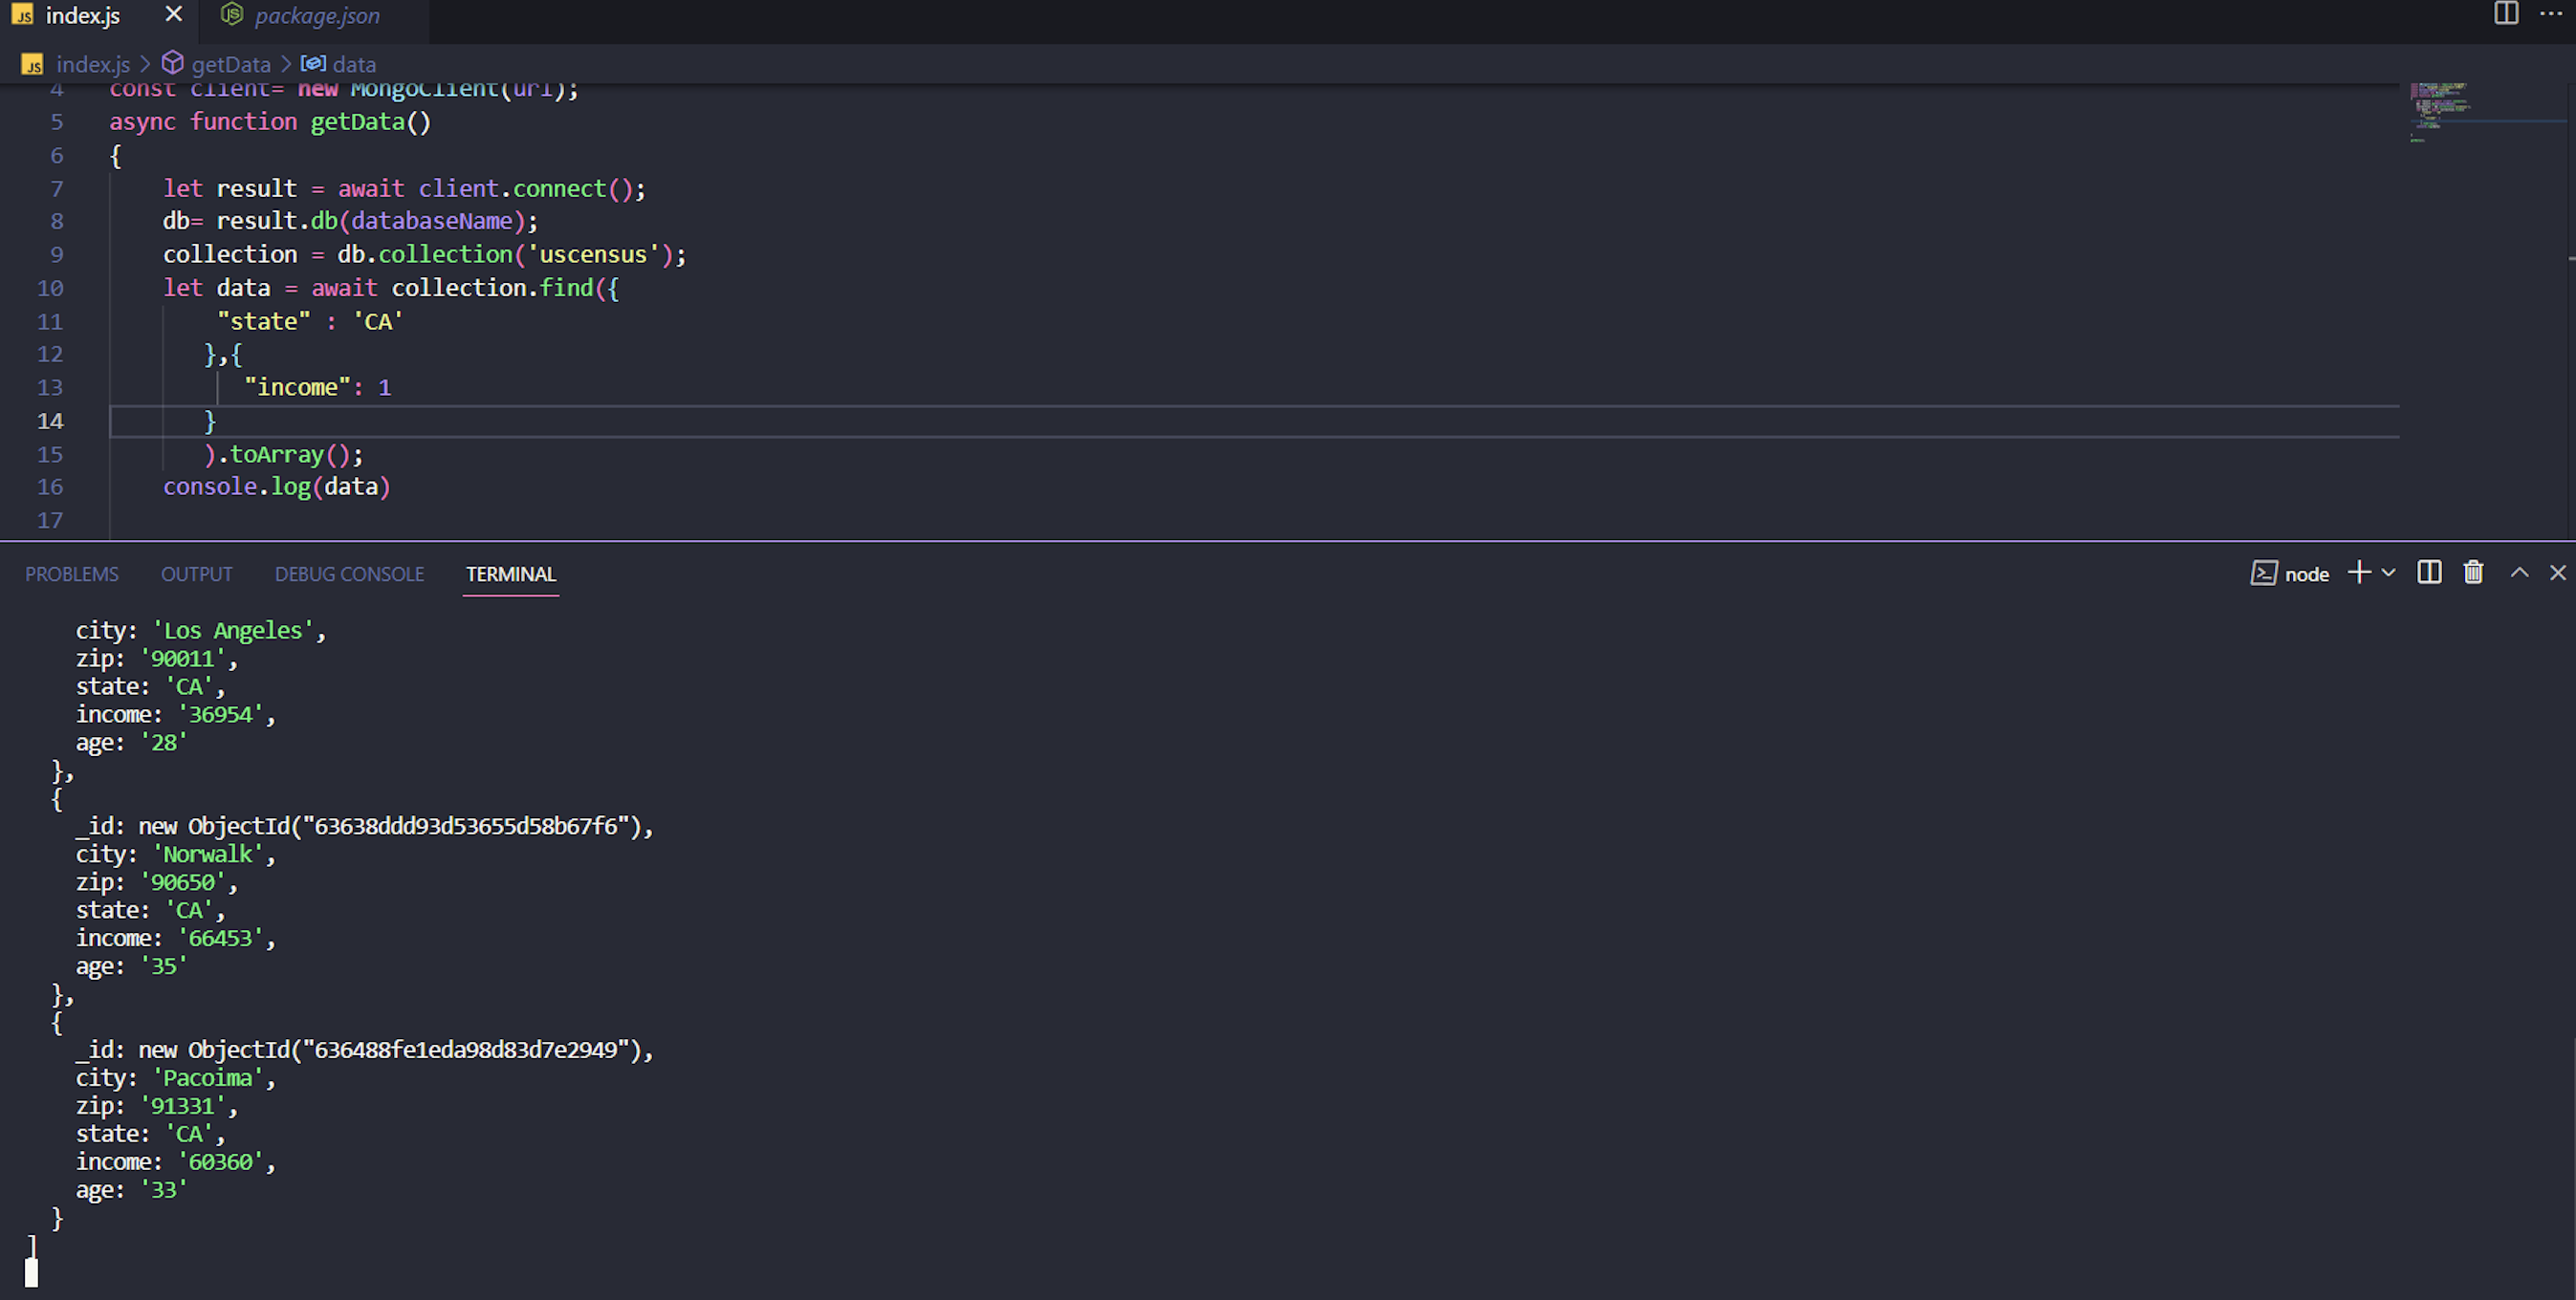 JS index.js × JS package.json ...
JS index.js > getData > data
4 const client= new MongoClient(url);
5 async function getData()
6 {
7 let result = await client.connect();
8 db= result.db(databaseName);
9 collection = db.collection('uscensus');
10 let data = await collection.find({
11 "state" : 'CA'
12 },{
13 "income": 1
14 }
15 ).toArray();
16 console.log(data)
17
PROBLEMS OUTPUT DEBUG CONSOLE TERMINAL node
city: 'Los Angeles',
zip: '90011',
state: 'CA',
income: '36954',
age: '28'
},
{
_id: new ObjectId("63638ddd93d53655d58b67f6"),
city: 'Norwalk',
zip: '90650',
state: 'CA',
income: '66453',
age: '35'
},
{
_id: new ObjectId("636488fe1eda98d83d7e2949"),
city: 'Pacoima',
zip: '91331',
state: 'CA',
income: '60360',
age: '33'
}
]